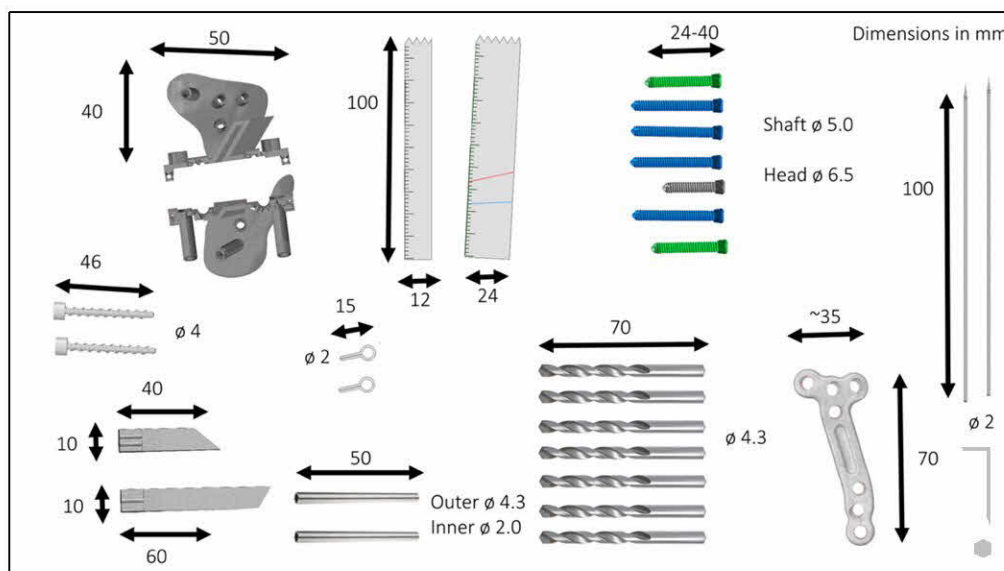 50
24-40
Dimensions in mm
40
100
Shaft ø 5.0
Head ø 6.5
100
46
12
24
ø 4
15
ø 2
70
~35
40
ø 4.3
ø 2
10
70
50
Outer ø 4.3
Inner ø 2.0
10
60